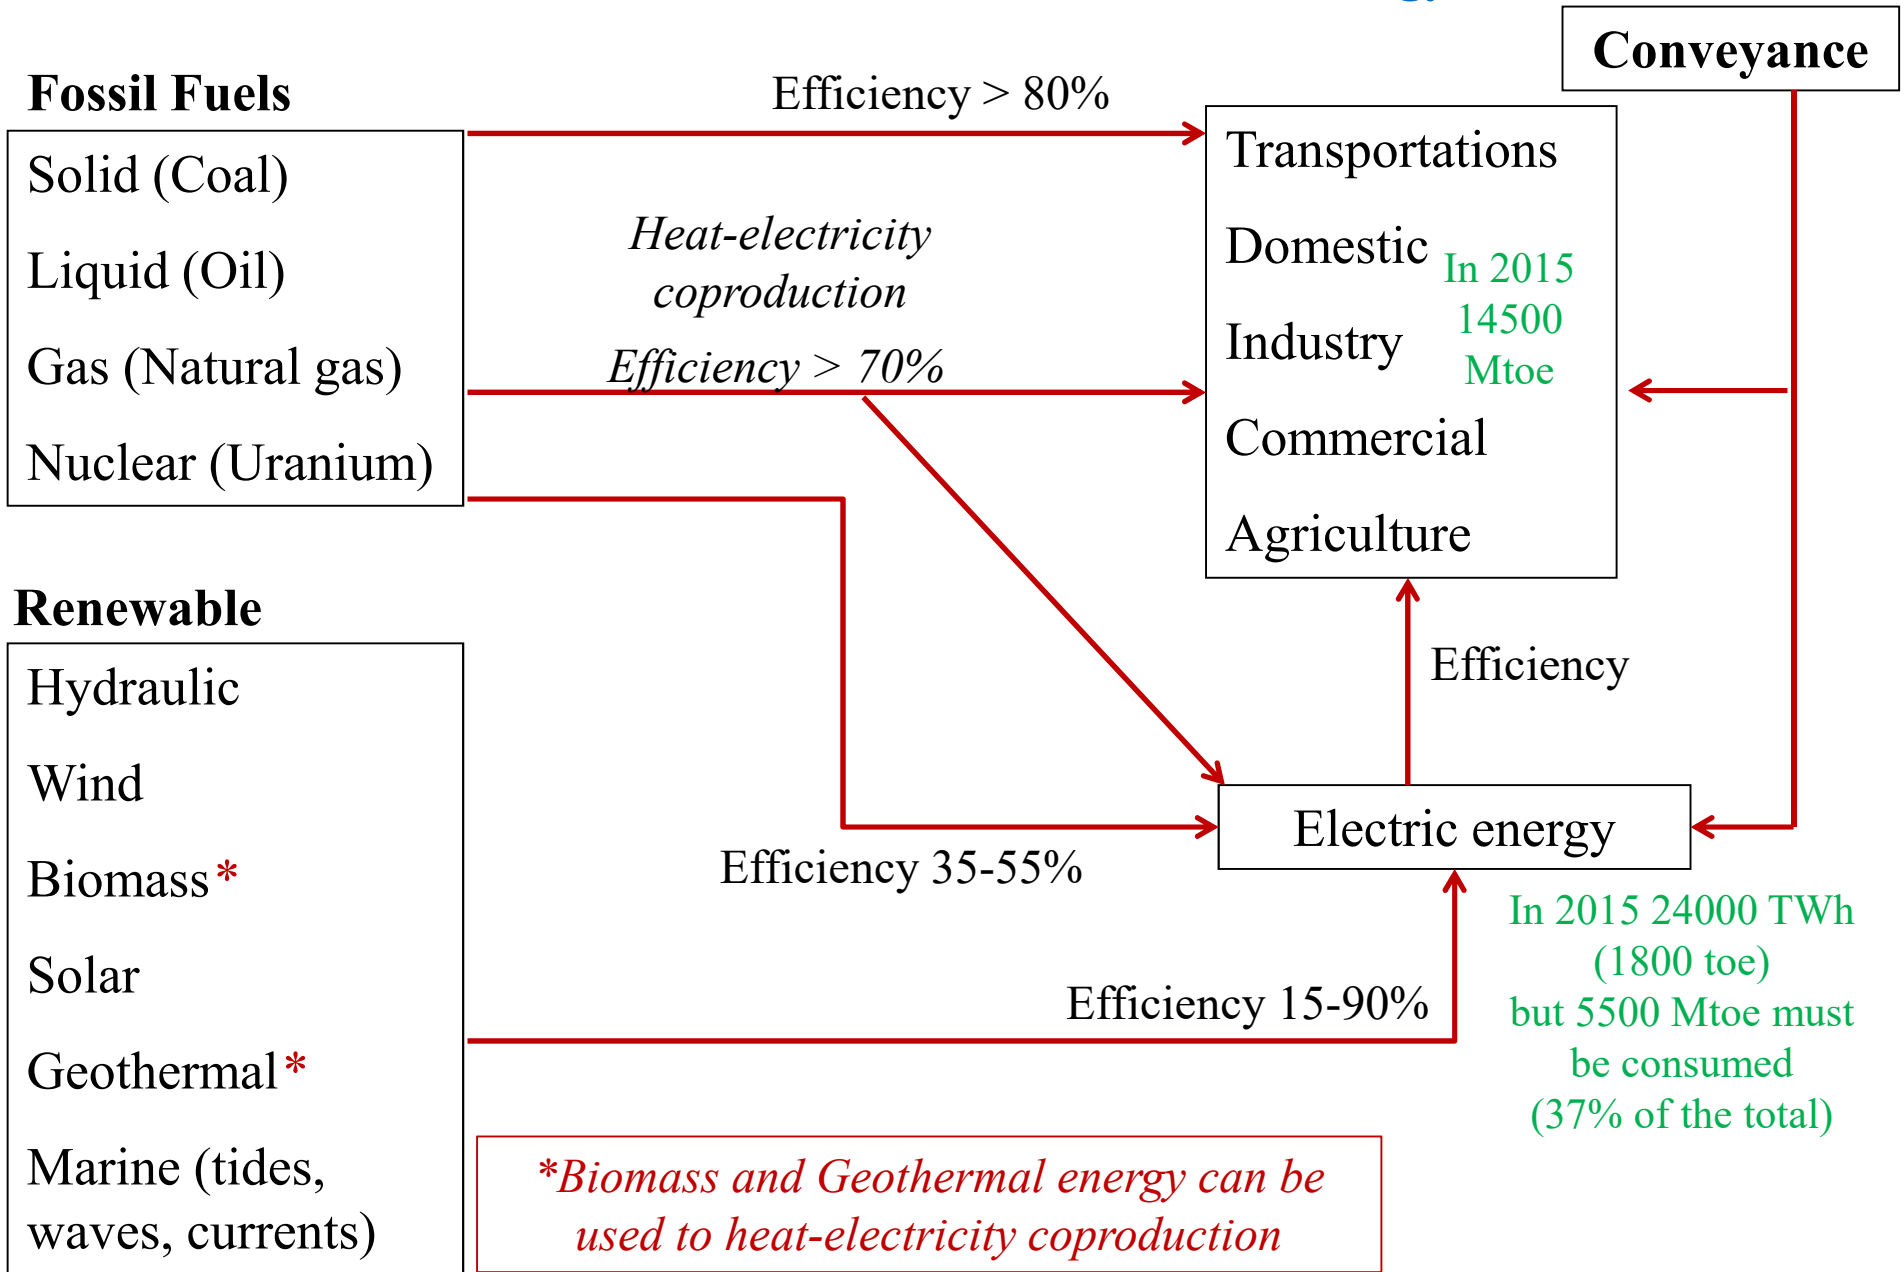 Conveyance
Fossil Fuels
Solid (Coal)
Liquid (Oil)
Gas (Natural gas)
Nuclear (Uranium)
Efficiency > 80%
Heat-electricity
coproduction
Efficiency > 70%
Transportations
Domestic
Industry
Commercial
Agriculture
In 2015
14500
Mtoe
Renewable
Hydraulic
Wind
Biomass*
Solar
Geothermal*
Marine (tides,
waves, currents)
Efficiency
Electric energy
Efficiency 35-55%
Efficiency 15-90%
In 2015 24000 TWh
(1800 toe)
but 5500 Mtoe must
be consumed
(37% of the total)
*Biomass and Geothermal energy can be
used to heat-electricity coproduction